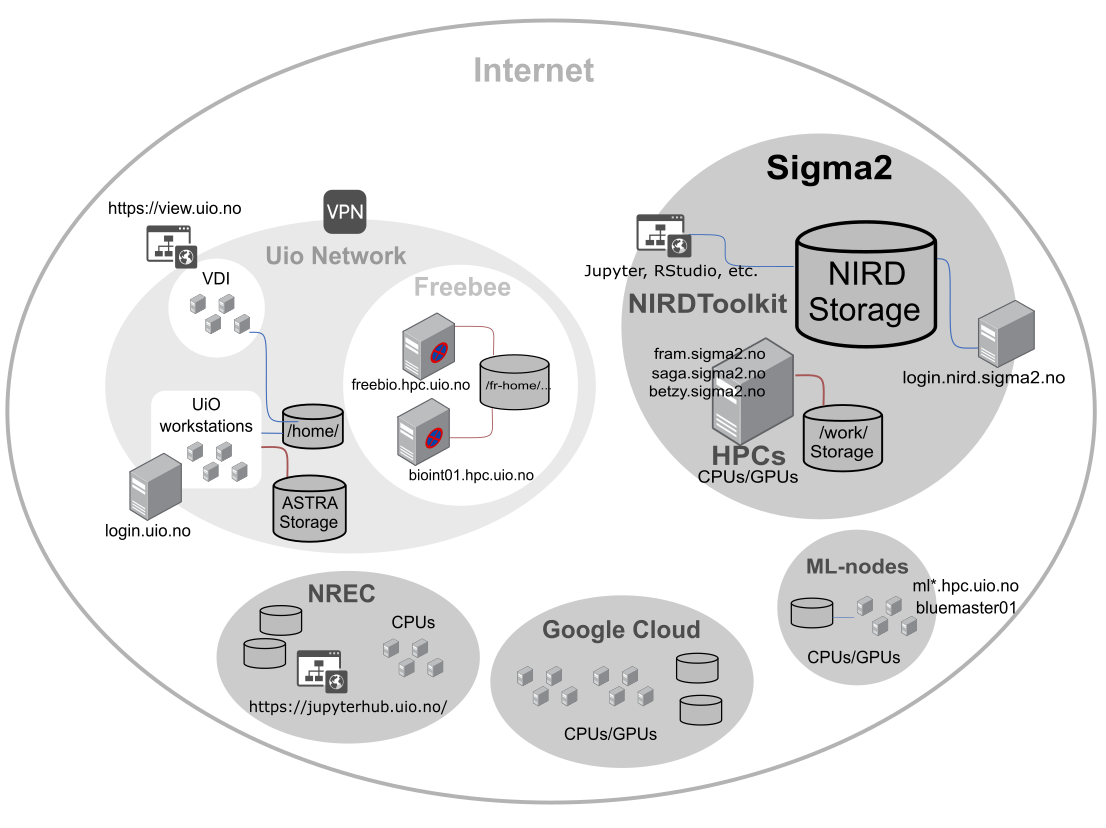 Internet
Sigma2
https://view.uio.no
VPN
Uio Network
VDI
Freebee
freebio.hpc.uio.no
/fr-home/...
bioint01.hpc.uio.no
UiO
workstations
/home/
login.uio.no
ASTRA
Storage
Jupyter, RStudio, etc.
NIRDToolkit
NIRD
Storage
login.nird.sigma2.no
fram.sigma2.no
saga.sigma2.no
betzy.sigma2.no
HPCs
CPUs/GPUs
/work/
Storage
NREC
CPUs
https://jupyterhub.uio.no/
Google Cloud
CPUs/GPUs
ML-nodes
ml*.hpc.uio.no
bluemaster01
CPUs/GPUs